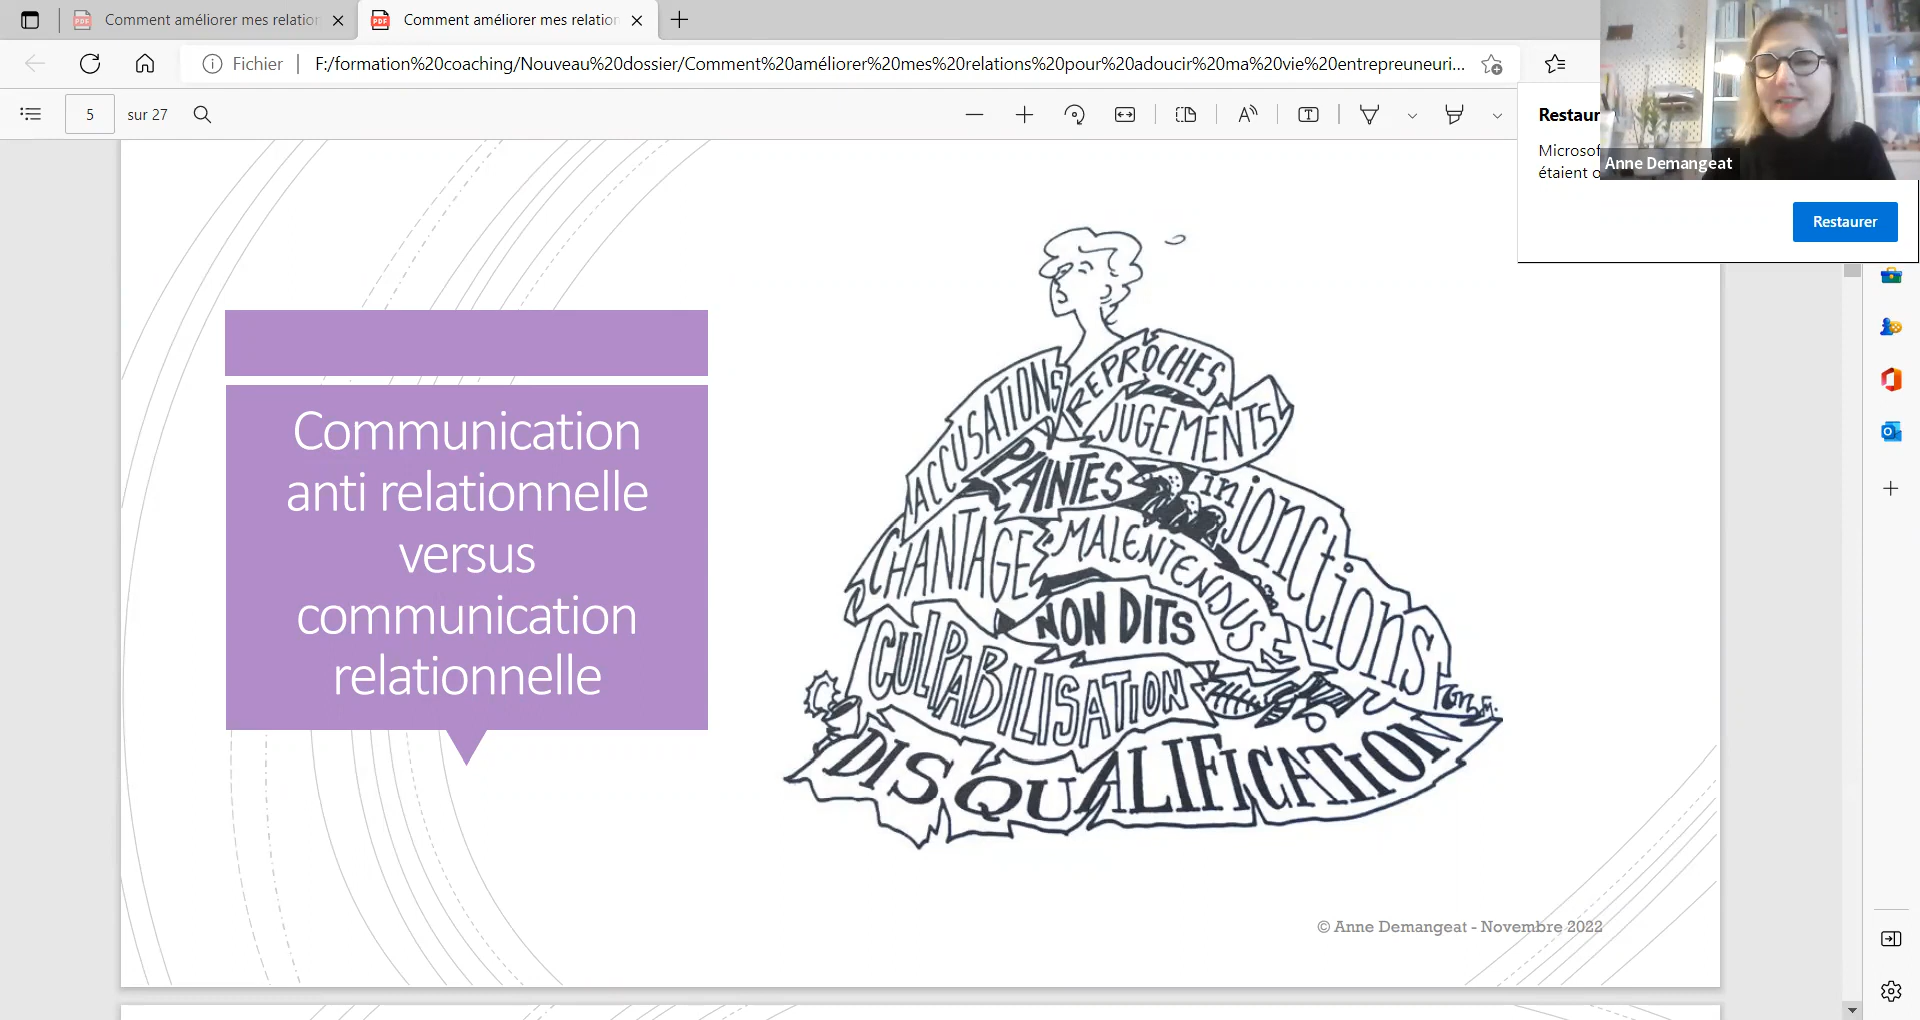 Comment améliorer mes relatio
Comment améliorer mes relatio
Fichier
F:/formation%20coaching/Nouveau%20dossier/Comment%20améliorer%20mes%20relations%20pour%20adoucir%20ma%20vie%20entrepreuneuri...
5
sur 27
Restaur
Microsof
étaient o
Anne Demangeat
Restaurer
Communication
anti relationnelle
versus
communication
relationnelle
REPROCHES
ACCUSATIONS
JUGEMENTS
PLAINTES
injonctions
CHANTAGE
MALENTENDUS
NON DITS
CULPABILISATION
DISQUALIFICATION
© Anne Demangeat - Novembre 2022